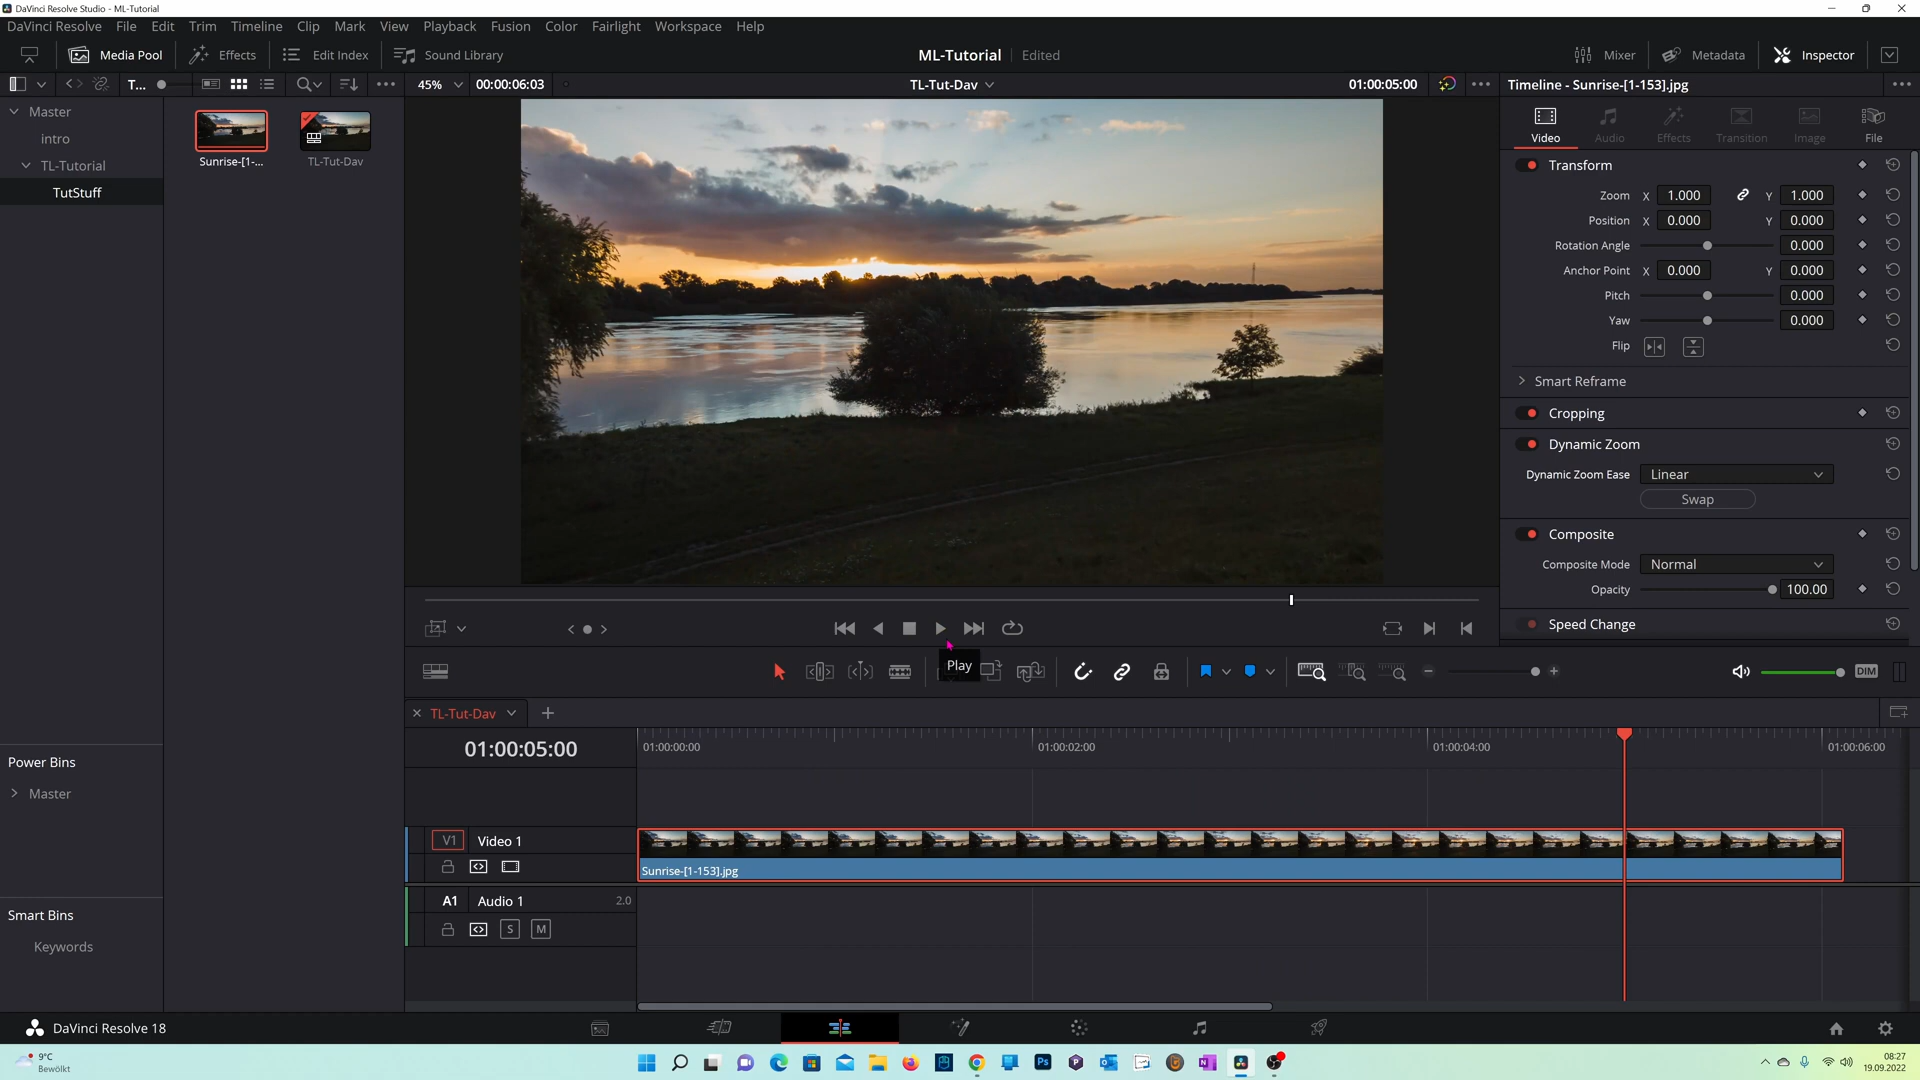 DaVinci Resolve Studio - ML-Tutorial
DaVinci Resolve File Edit Trim Timeline Clip Mark View Playback Fusion Color Fairlight Workspace Help
Media Pool Effects Edit Index Sound Library ML-Tutorial Edited Mixer Metadata Inspector
T... 45% 00:00:06:03 TL-Tut-Dav 01:00:05:00 Timeline - Sunrise-[1-153].jpg
Master
intro
TL-Tutorial
TutStuff
Sunrise-[1-... TL-Tut-Dav
Video Audio Effects Transition Image File
Transform
Zoom X 1.000 Y 1.000
Position X 0.000 Y 0.000
Rotation Angle 0.000
Anchor Point X 0.000 Y 0.000
Pitch 0.000
Yaw 0.000
Flip
Smart Reframe
Cropping
Dynamic Zoom
Dynamic Zoom Ease Linear
Swap
Composite
Composite Mode Normal
Opacity 100.00
Speed Change
Play
DIM
TL-Tut-Dav
01:00:05:00
01:00:00:00 01:00:02:00 01:00:04:00 01:00:06:00
Power Bins
Master
V1 Video 1
Sunrise-[1-153].jpg
A1 Audio 1 2.0
S M
Smart Bins
Keywords
DaVinci Resolve 18
9°C
Bewölkt
Ps
N
08:27
19.09.2022